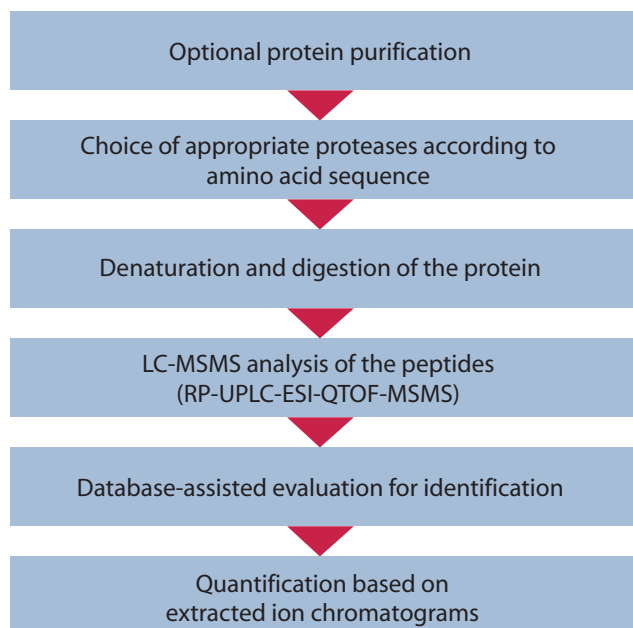 Optional protein purification
Choice of appropriate proteases according to
amino acid sequence
Denaturation and digestion of the protein
LC-MSMS analysis of the peptides
(RP-UPLC-ESI-QTOF-MSMS)
Database-assisted evaluation for identification
Quantification based on
extracted ion chromatograms